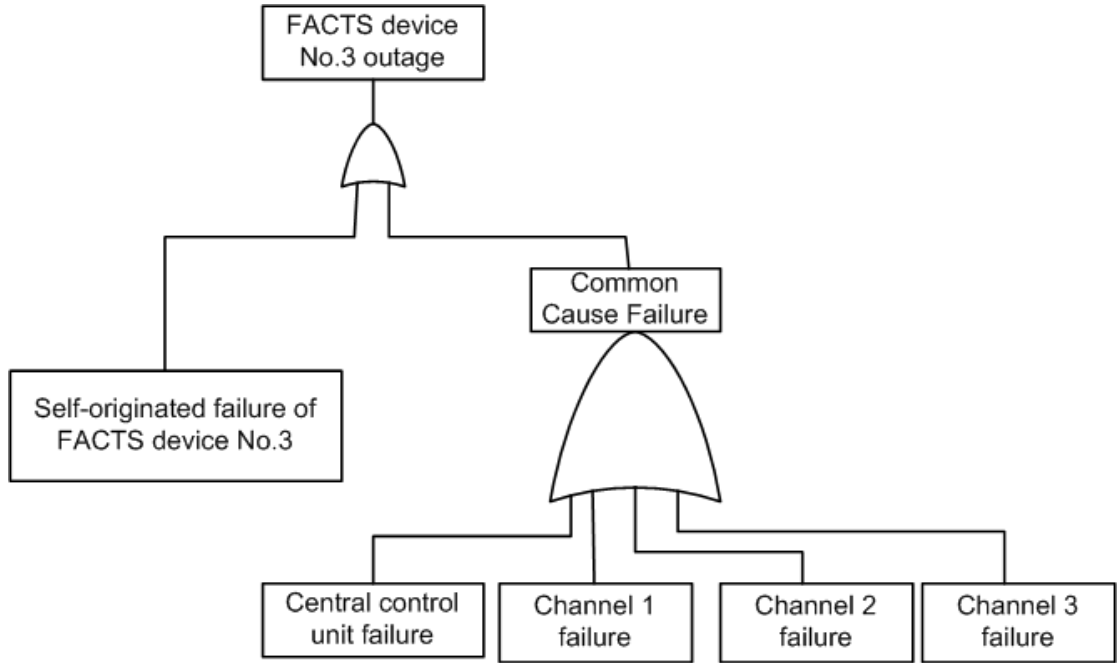 FACTS device
No.3 outage
Common
Cause Failure
Self-originated failure of
FACTS device No.3
Central control
unit failure
Channel 1
failure
Channel 2
failure
Channel 3
failure